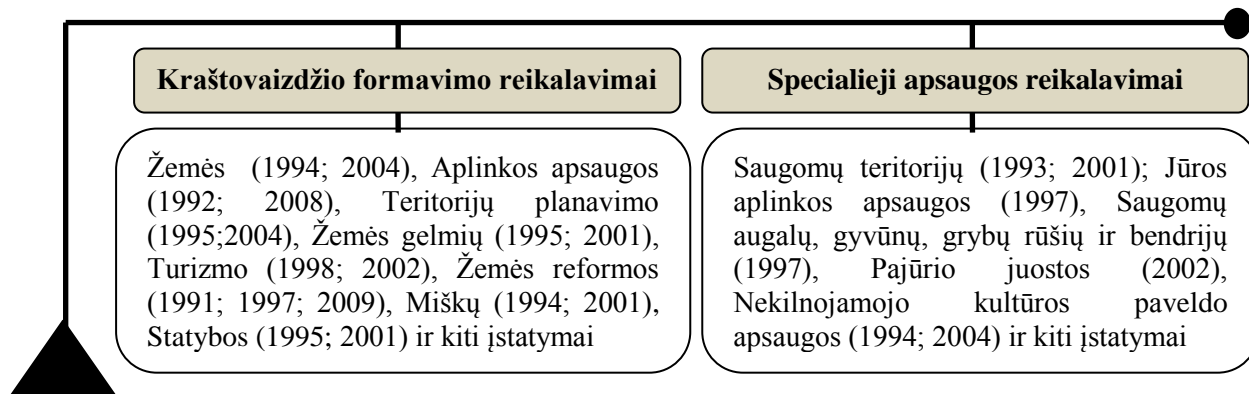 Kraštovaizdžio formavimo reikalavimai
Žemės (1994; 2004), Aplinkos apsaugos
(1992; 2008), Teritorijų planavimo
(1995;2004), Žemės gelmių (1995; 2001),
Turizmo (1998; 2002), Žemės reformos
(1991; 1997; 2009), Miškų (1994; 2001),
Statybos (1995; 2001) ir kiti įstatymai
Specialieji apsaugos reikalavimai
Saugomų teritorijų (1993; 2001); Jūros
aplinkos apsaugos (1997), Saugomų
augalų, gyvūnų, grybų rūšių ir bendrijų
(1997), Pajūrio juostos (2002),
Nekilnojamojo kultūros paveldo
apsaugos (1994; 2004) ir kiti įstatymai